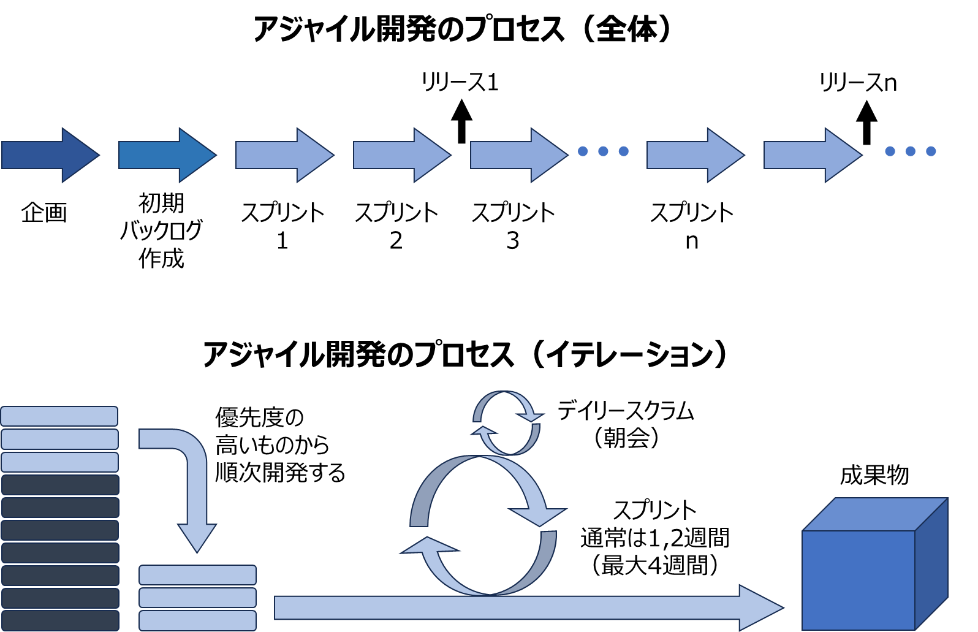 アジャイル開発のプロセス（全体）
リリース1
リリースn
企画
初期
バックログ
作成
スプリント
1
スプリント
2
スプリント
3
スプリント
n
アジャイル開発のプロセス（イテレーション）
優先度の
高いものから
順次開発する
デイリースクラム
（朝会）
スプリント
通常は1,2週間
（最大4週間）
成果物